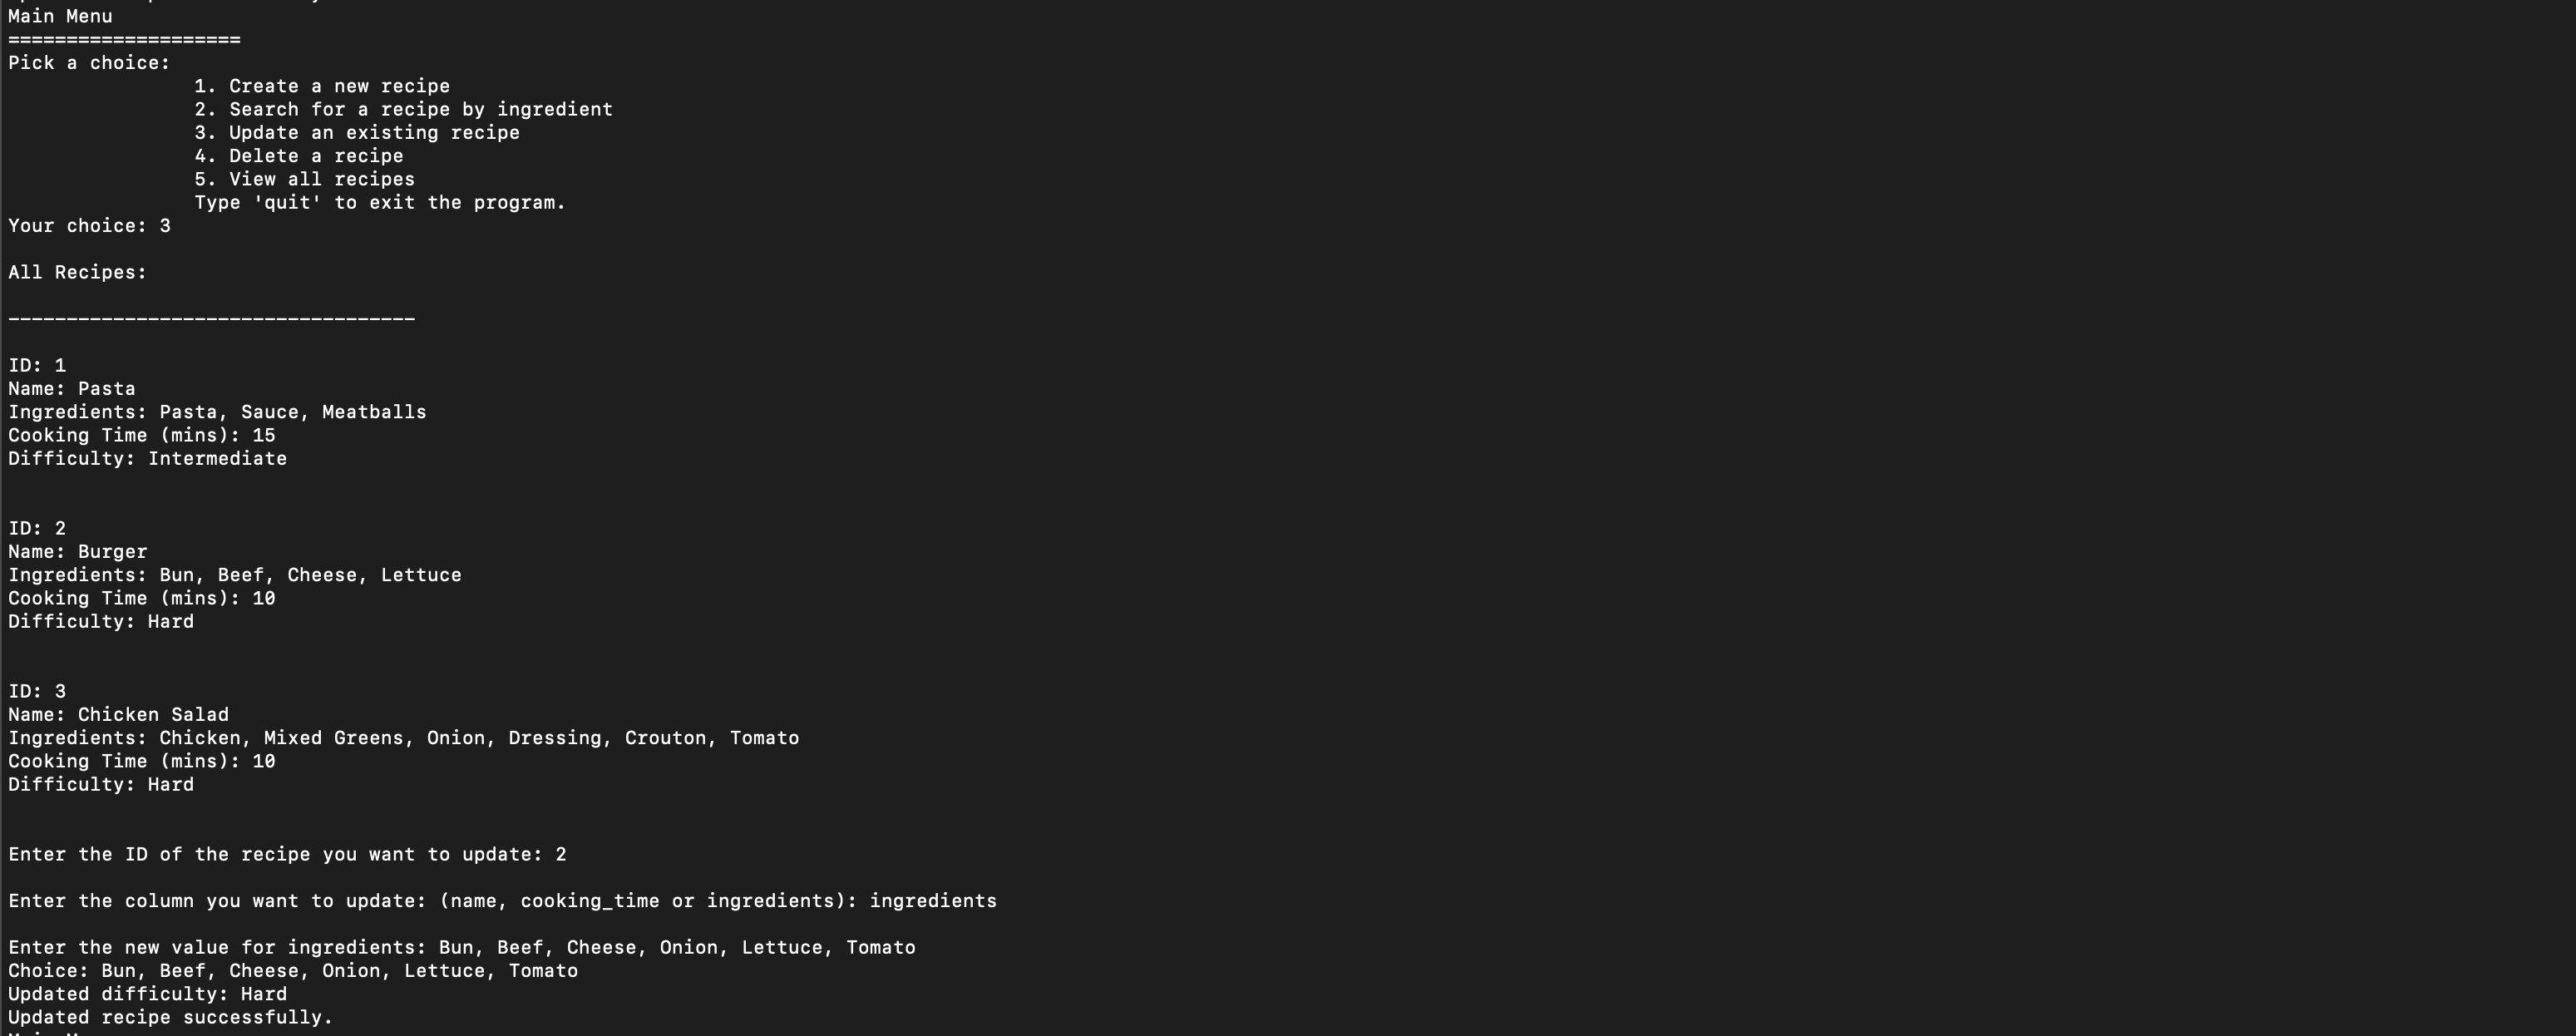 Main Menu
====================
Pick a choice:
1. Create a new recipe
2. Search for a recipe by ingredient
3. Update an existing recipe
4. Delete a recipe
5. View all recipes
Type 'quit' to exit the program.
Your choice: 3
All Recipes:
-----------------------------------
ID: 1
Name: Pasta
Ingredients: Pasta, Sauce, Meatballs
Cooking Time (mins): 15
Difficulty: Intermediate
ID: 2
Name: Burger
Ingredients: Bun, Beef, Cheese, Lettuce
Cooking Time (mins): 10
Difficulty: Hard
ID: 3
Name: Chicken Salad
Ingredients: Chicken, Mixed Greens, Onion, Dressing, Crouton, Tomato
Cooking Time (mins): 10
Difficulty: Hard
Enter the ID of the recipe you want to update: 2
Enter the column you want to update: (name, cooking_time or ingredients): ingredients
Enter the new value for ingredients: Bun, Beef, Cheese, Onion, Lettuce, Tomato
Choice: Bun, Beef, Cheese, Onion, Lettuce, Tomato
Updated difficulty: Hard
Updated recipe successfully.